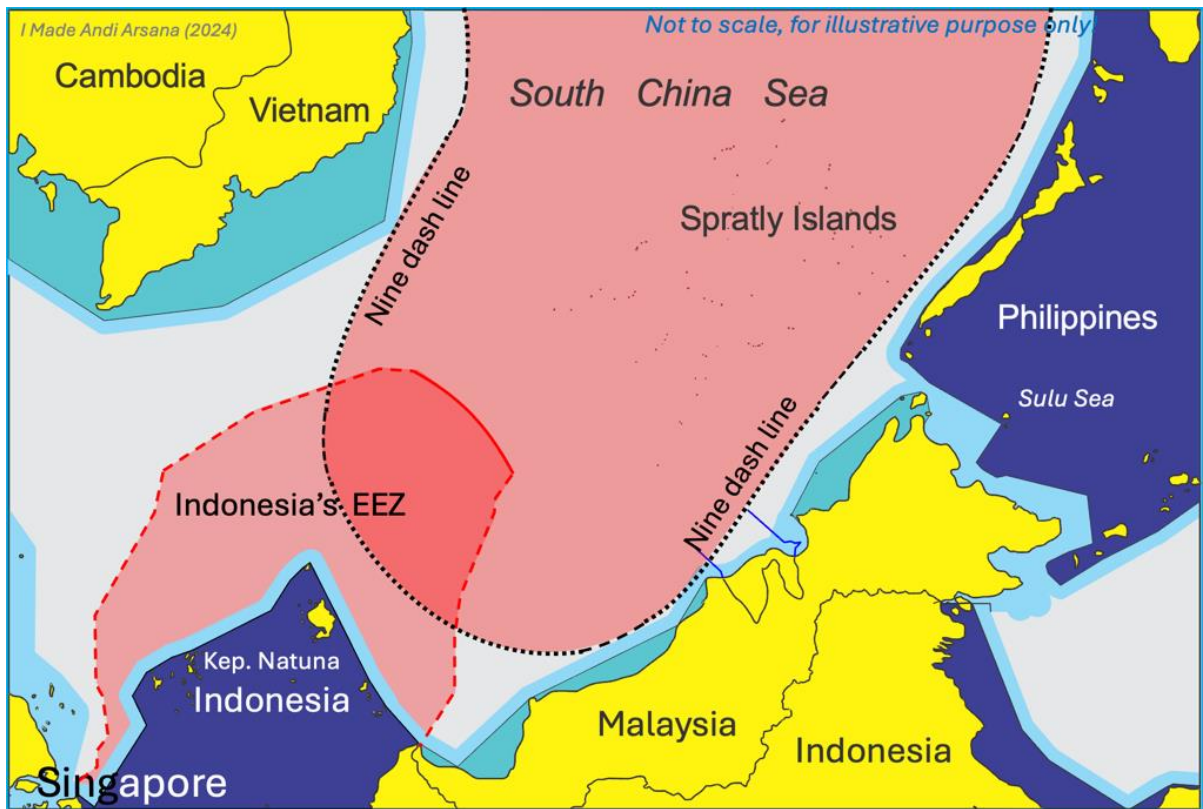 I Made Andi Arsana (2024)
Not to scale, for illustrative purpose only!
Cambodia
Vietnam
South China Sea
Nine dash line
Spratly Islands
Philippines
Sulu Sea
Nine dash line
Indonesia's EEZ
Kep. Natuna
Indonesia
Malaysia
Indonesia
Singapore